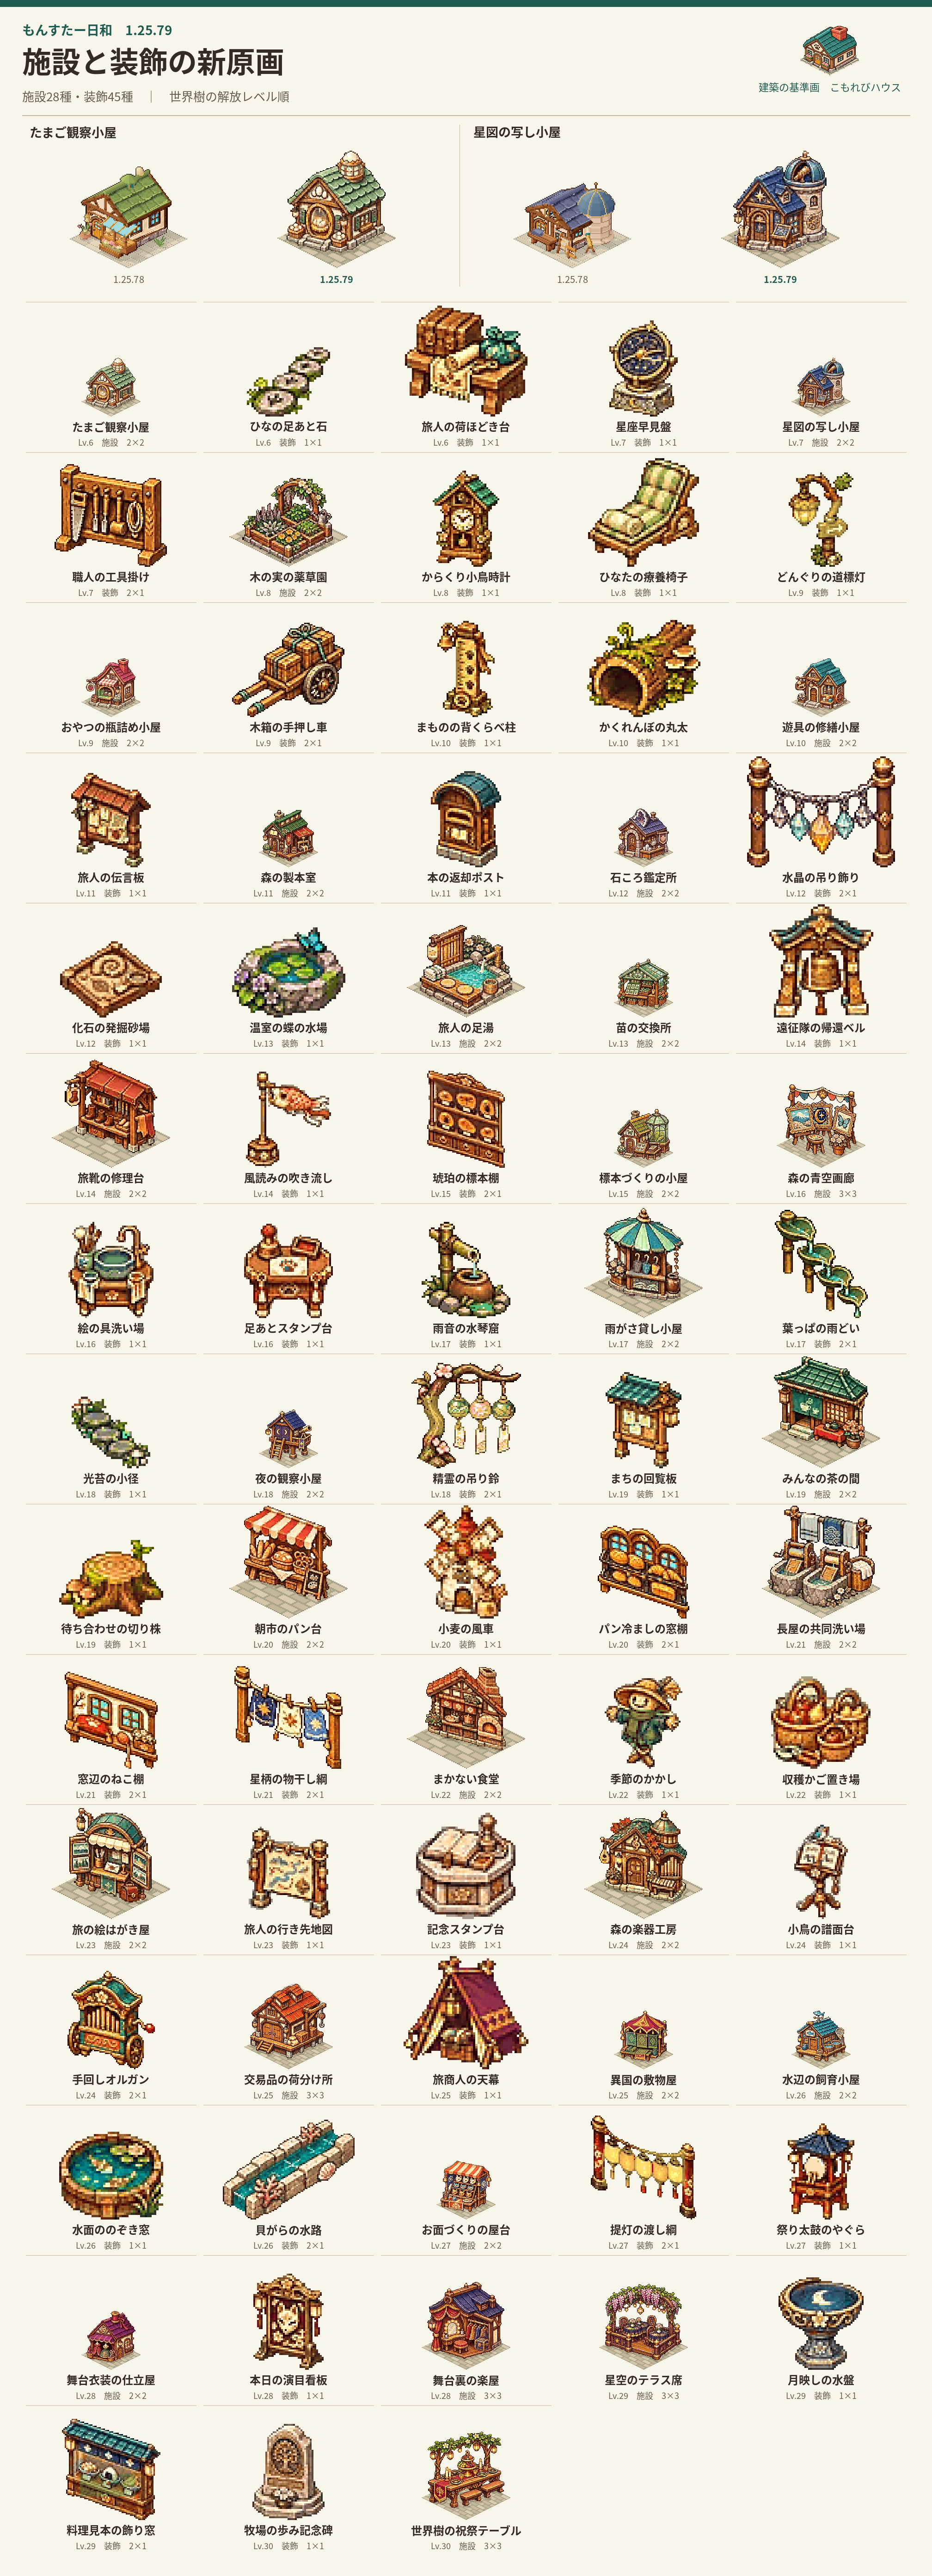 もんすたー日和　1.25.79
施設と装飾の新原画
施設28種・装飾45種　｜　世界樹の解放レベル順
建築の基準画　こもれびハウス
たまご観察小屋
星図の写し小屋
1.25.78
1.25.79
1.25.78
1.25.79
たまご観察小屋
Lv.6　施設　2×2
ひなの足あと石
Lv.6　装飾　1×1
旅人の荷ほどき台
Lv.6　装飾　1×1
星座早見盤
Lv.7　装飾　1×1
星図の写し小屋
Lv.7　施設　2×2
職人の工具掛け
Lv.7　装飾　2×1
木の実の薬草園
Lv.8　施設　2×2
からくり小鳥時計
Lv.8　装飾　1×1
ひなたの療養椅子
Lv.8　装飾　1×1
どんぐりの道標灯
Lv.9　装飾　1×1
おやつの瓶詰め小屋
Lv.9　施設　2×2
木箱の手押し車
Lv.9　装飾　2×1
まものの背くらべ柱
Lv.10　装飾　1×1
かくれんぼの丸太
Lv.10　装飾　1×1
遊具の修繕小屋
Lv.10　施設　2×2
旅人の伝言板
Lv.11　装飾　1×1
森の製本室
Lv.11　施設　2×2
本の返却ポスト
Lv.11　装飾　1×1
石ころ鑑定所
Lv.12　施設　2×2
水晶の吊り飾り
Lv.12　装飾　2×1
化石の発掘砂場
Lv.12　装飾　1×1
温室の蝶の水場
Lv.13　装飾　1×1
旅人の足湯
Lv.13　施設　2×2
苗の交換所
Lv.13　施設　2×2
遠征隊の帰還ベル
Lv.14　装飾　1×1
旅靴の修理台
Lv.14　施設　2×2
風読みの吹き流し
Lv.14　装飾　1×1
琥珀の標本棚
Lv.15　装飾　2×1
標本づくりの小屋
Lv.15　施設　2×2
森の青空画廊
Lv.16　施設　3×3
絵の具洗い場
Lv.16　装飾　1×1
足あとスタンプ台
Lv.16　装飾　1×1
雨音の水琴窟
Lv.17　装飾　1×1
雨がさ貸し小屋
Lv.17　施設　2×2
葉っぱの雨どい
Lv.17　装飾　2×1
光苔の小径
Lv.18　装飾　1×1
夜の観察小屋
Lv.18　施設　2×2
精霊の吊り鈴
Lv.18　装飾　2×1
まちの回覧板
Lv.19　装飾　1×1
みんなの茶の間
Lv.19　施設　2×2
待ち合わせの切り株
Lv.19　装飾　1×1
朝市のパン台
Lv.20　施設　2×2
小麦の風車
Lv.20　装飾　1×1
パン冷ましの窓棚
Lv.20　装飾　2×1
長屋の共同洗い場
Lv.21　施設　2×2
窓辺のねこ棚
Lv.21　装飾　2×1
星柄の物干し綱
Lv.21　装飾　2×1
まかない食堂
Lv.22　施設　2×2
季節のかかし
Lv.22　装飾　1×1
収穫かご置き場
Lv.22　装飾　1×1
旅の絵はがき屋
Lv.23　施設　2×2
旅人の行き先地図
Lv.23　装飾　1×1
記念スタンプ台
Lv.23　装飾　1×1
森の楽器工房
Lv.24　施設　2×2
小鳥の譜面台
Lv.24　装飾　1×1
手回しオルガン
Lv.24　装飾　2×1
交易品の荷分け所
Lv.25　施設　3×3
旅商人の天幕
Lv.25　装飾　1×1
異国の敷物屋
Lv.25　施設　2×2
水辺の飼育小屋
Lv.26　施設　2×2
水面ののぞき窓
Lv.26　装飾　1×1
貝がらの水路
Lv.26　装飾　2×1
お面づくりの屋台
Lv.27　施設　2×2
提灯の渡し綱
Lv.27　装飾　2×1
祭り太鼓のやぐら
Lv.27　装飾　1×1
舞台衣装の仕立屋
Lv.28　施設　2×2
本日の演目看板
Lv.28　装飾　1×1
舞台裏の楽屋
Lv.28　施設　3×3
星空のテラス席
Lv.29　施設　3×3
月映しの水盤
Lv.29　装飾　1×1
料理見本の飾り窓
Lv.29　装飾　2×1
牧場の歩み記念碑
Lv.30　装飾　1×1
世界樹の祝祭テーブル
Lv.30　施設　3×3